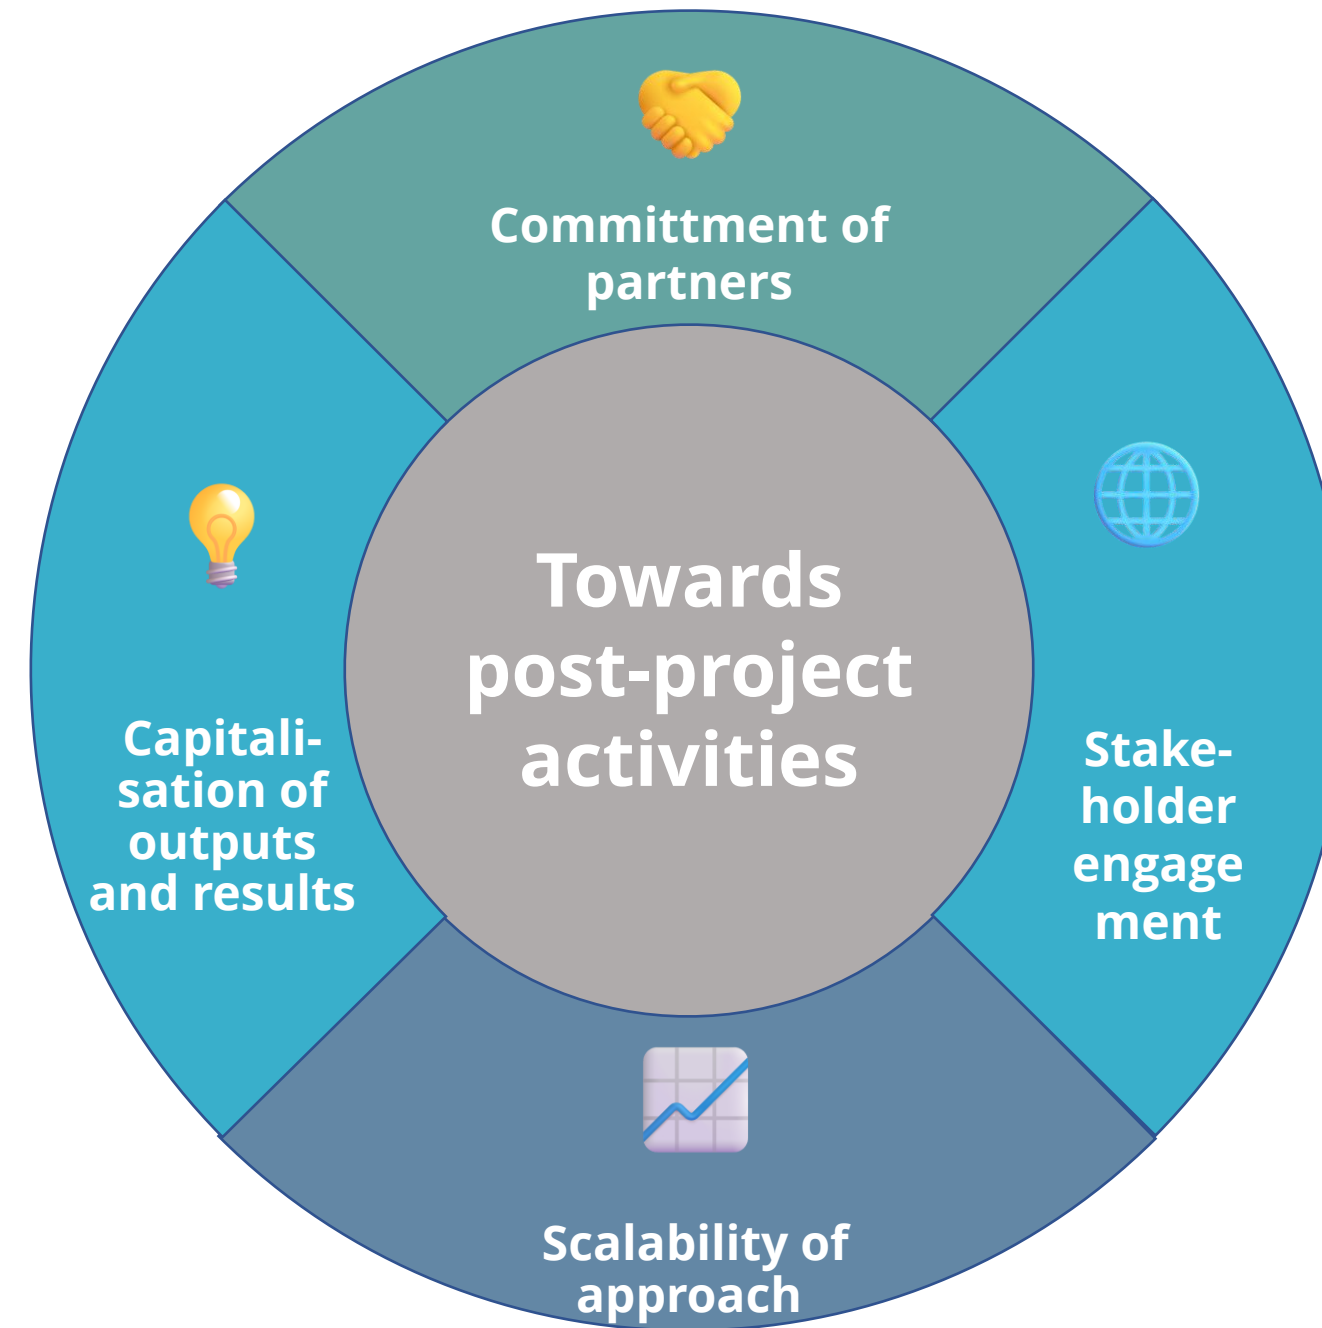 Committment of
partners
Towards
post-project
activities
Capitali-
sation of
outputs
and results
Stake-
holder
engage
ment
Scalability of
approach